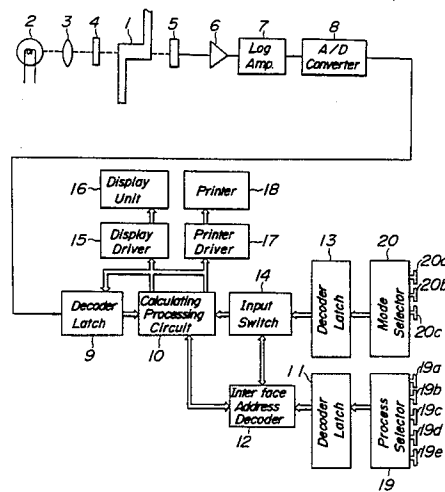 2 3 4 1 5 6 7 8
Log
Amp.
A/D
Converter
16
Display
Unit
Printer
18
15
Display
Driver
Printer
Driver
17
13
20
14
Decoder
Latch
Calculating
Processing
Circuit
Input
Switch
Decoder
Latch
Mode
Selector
20a
20b
20c
9
10
11
Interface
Address
Decoder
12
Decoder
Latch
Process
Selector
19a
19b
19c
19d
19e
19